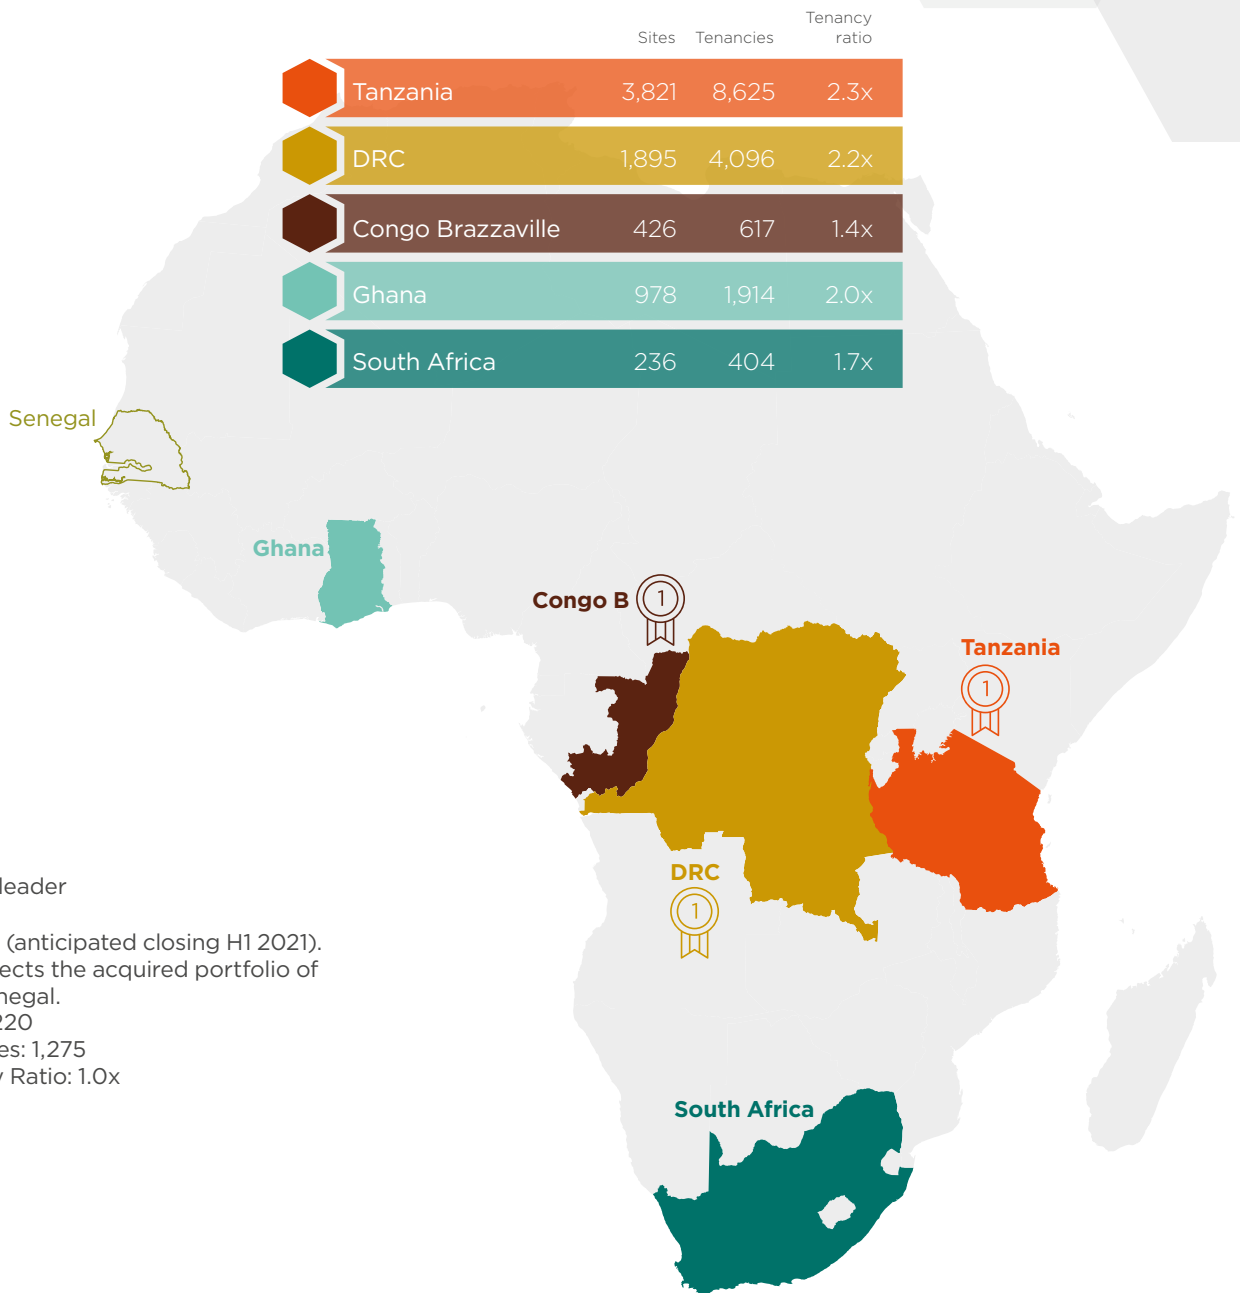 Tenancy
Sites Tenancies ratio
Tanzania 3,821 8,625 2.3x
DRC 1,895 4,096 2.2x
Congo Brazzaville 426 617 1.4x
Ghana 978 1,914 2.0x
South Africa 236 404 1.7x
Senegal
Ghana
Congo B 1
Tanzania
1
DRC
1
leader
(anticipated closing H1 2021).
ects the acquired portfolio of
negal.
220
es: 1,275
Ratio: 1.0x
South Africa